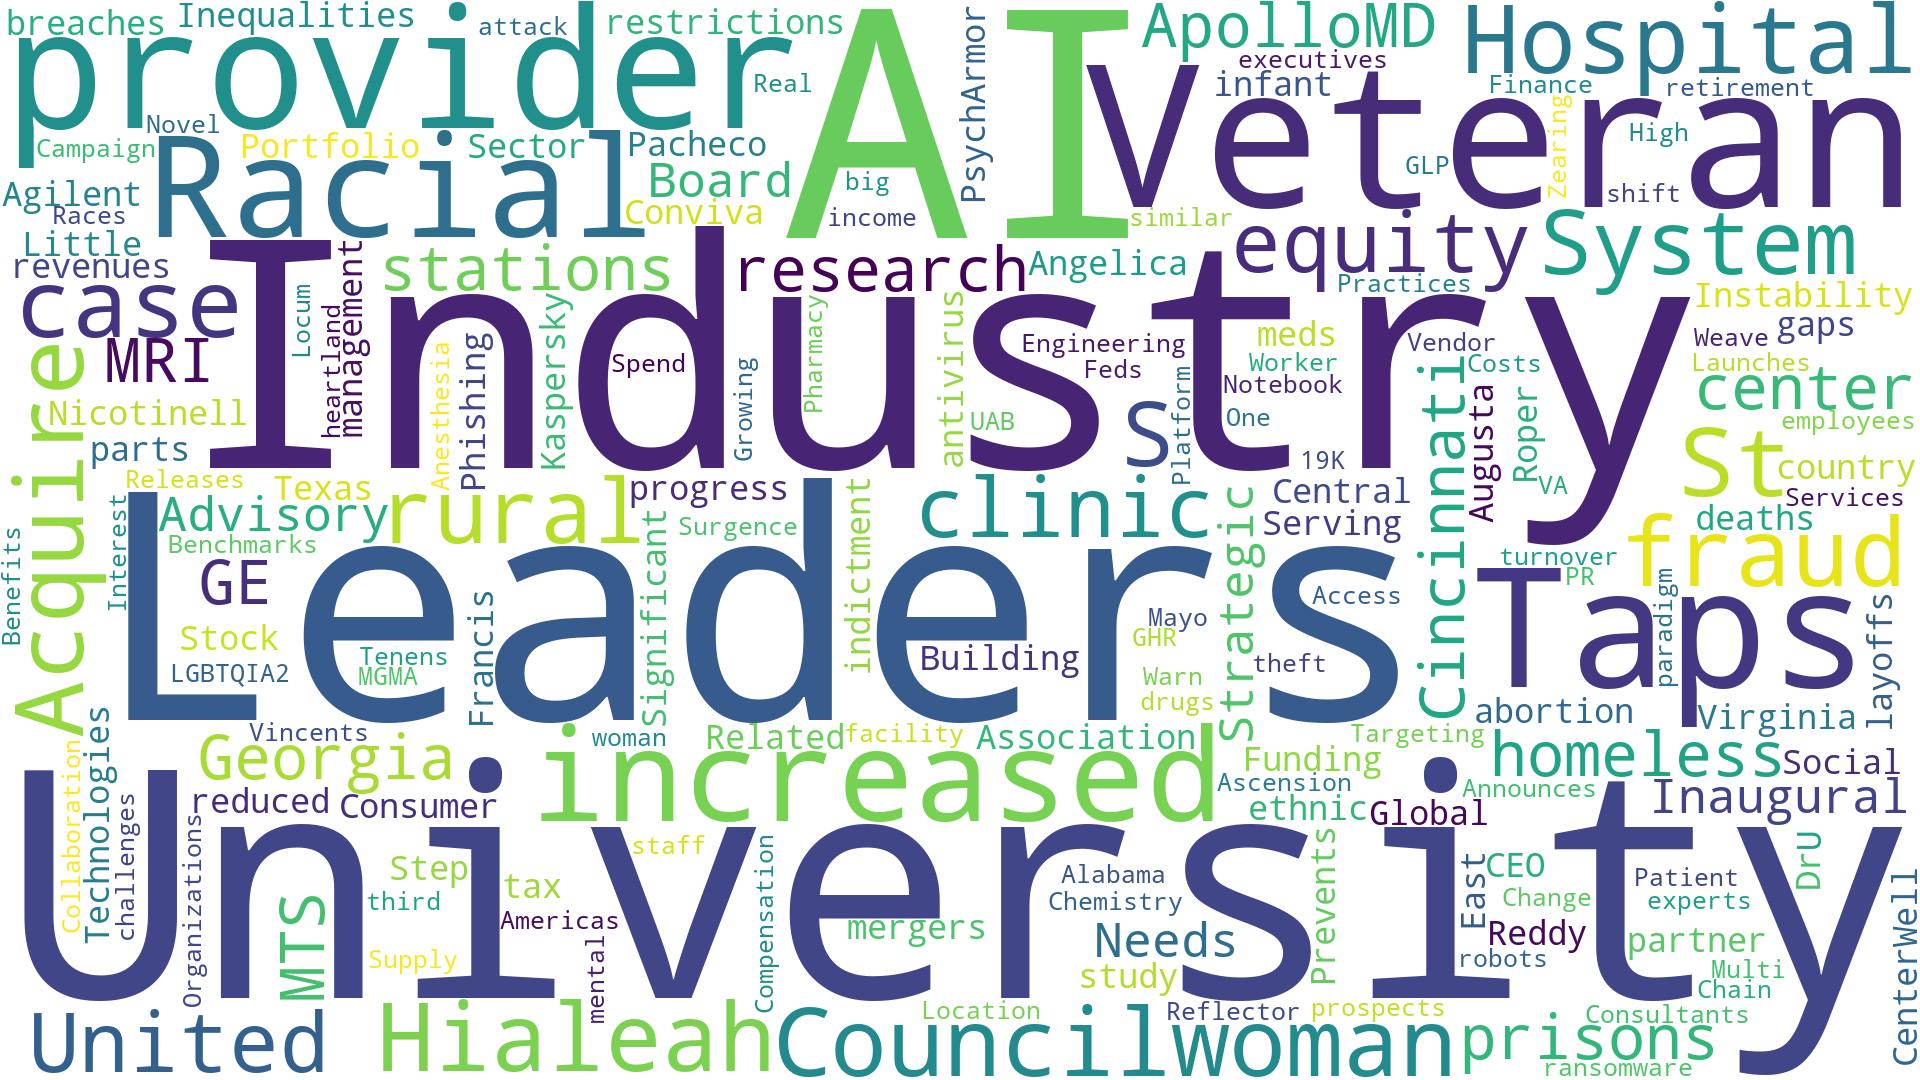 breaches
Inequalities
attack
restrictions
provider
AI
ApolloMD
Hospital
executives
Real
PsychArmor
infant
Finance
retirement
Veteran
Novel
Campaign
Portfolio
Sector
Pacheco
Zearing
High
Racial
Board
big
GLP
Agilent
shift
Races
Conviva
income
similar
Little
equity
System
revenues
management
stations
research
Angelica
Industry
case
Locum
Practices
Instability
MRI
heartland
Kaspersky
Pharmacy
antivirus
Engineering
meds
Vendor
Weave
gaps
Acquire
Anesthesia
Phishing
Spend
Growing
Feds
Worker
Notebook
Costs
Launches
center
Nicotinell
UAB
S
Platform
One
Cincinnati
Augusta
Roper
employees
parts
19K
VA
St
country
Releases
Texas
rural
progress
clinic
Central
Services
Interest
Advisory
Leaders
Surgence
indictment
Serving
deaths
Benefits
Benchmarks
Significant
Strategic
turnover
fraud
GE
Francis
Access
PR
Taps
paradigm
layoffs
Stock
Mayo
GHR
Tenens
Building
theft
LGBTQIA2
MGMA
Warn
drugs
abortion
Virginia
Vincents
woman
Related
facility
Association
Targeting
Collaboration
Technologies
Georgia
increased
Funding
homeless
Social
University
Ascension
Announces
challenges
reduced
Consumer
ethnic
Global
Inaugural
Organizations
staff
Compensation
Prevents
DrU
Step
Alabama
East
CEO
Patient
CenterWell
tax
third
Chemistry
Change
experts
MTS
Americas
mergers
Needs
Reddy
partner
Supply
mental
robots
study
Multi
Chain
United
Hialeah
Location
Councilwoman
Reflector
prospects
Consultants
prisons
ransomware